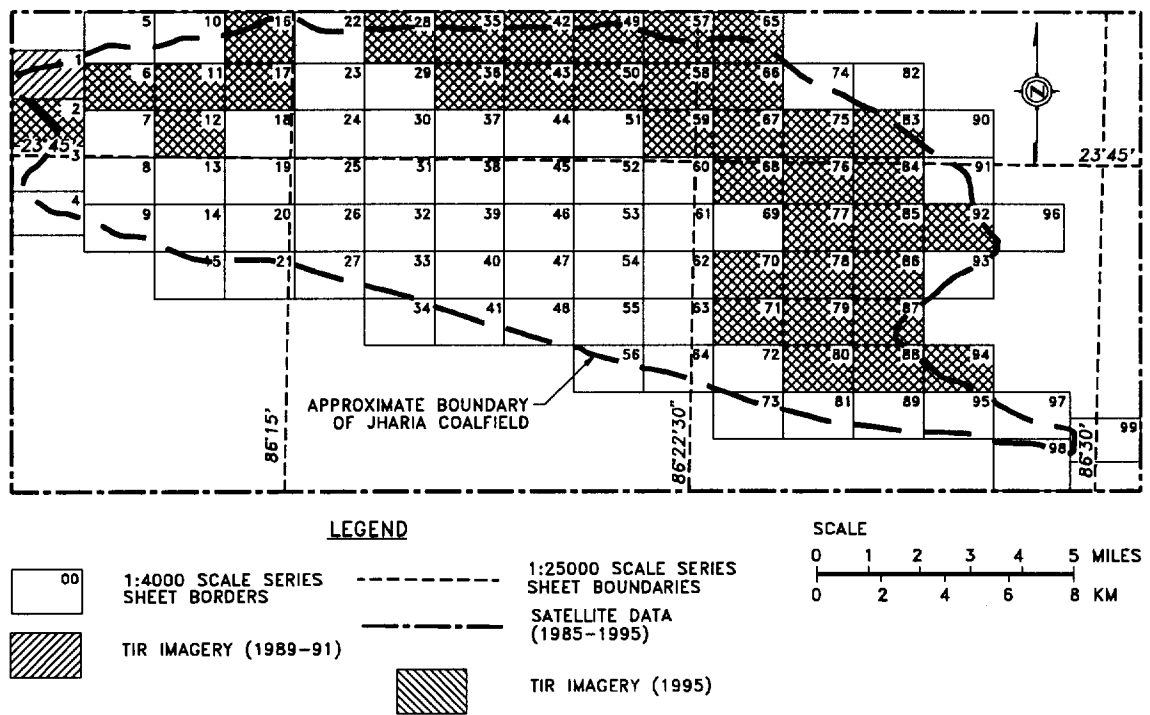 5 10 16 22 28 35 42 49 57 65
1 6 11 17 23 29 36 43 50 58 66 74 82
2 7 12 18 24 30 37 44 51 59 67 75 83 90
N
23°45' 23°45'
3 8 13 19 25 31 38 45 52 60 68 76 84 91
4 9 14 20 26 32 39 46 53 61 69 77 85 92 96
15 21 27 33 40 47 54 62 70 78 86 93
34 41 48 55 63 71 79 87
56 64 72 80 88 94
73 81 89 95 97
98 99
APPROXIMATE BOUNDARY
OF JHARIA COALFIELD
86°15'
86°22'30"
86°30'
LEGEND
00
1:4000 SCALE SERIES
SHEET BORDERS
TIR IMAGERY (1989-91)
1:25000 SCALE SERIES
SHEET BOUNDARIES
SATELLITE DATA
(1985-1995)
TIR IMAGERY (1995)
SCALE
0 1 2 3 4 5 MILES
0 2 4 6 8 KM